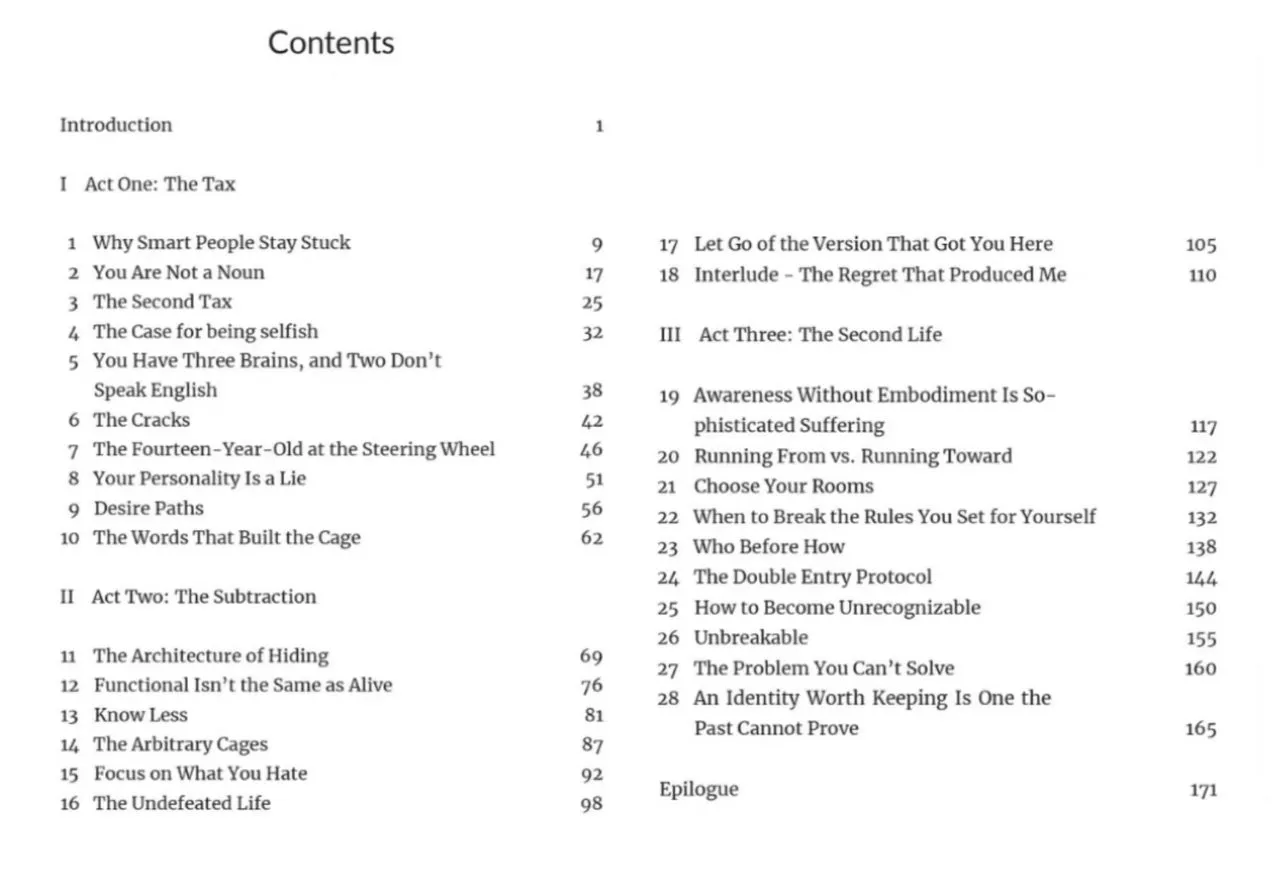 Contents
Introduction 1
I Act One: The Tax
1 Why Smart People Stay Stuck 9
2 You Are Not a Noun 17
3 The Second Tax 25
4 The Case for being selfish 32
5 You Have Three Brains, and Two Don't
Speak English 38
6 The Cracks 42
7 The Fourteen-Year-Old at the Steering Wheel 46
8 Your Personality Is a Lie 51
9 Desire Paths 56
10 The Words That Built the Cage 62
II Act Two: The Subtraction
11 The Architecture of Hiding 69
12 Functional Isn't the Same as Alive 76
13 Know Less 81
14 The Arbitrary Cages 87
15 Focus on What You Hate 92
16 The Undefeated Life 98
17 Let Go of the Version That Got You Here 105
18 Interlude - The Regret That Produced Me 110
III Act Three: The Second Life
19 Awareness Without Embodiment Is So-
phisticated Suffering 117
20 Running From vs. Running Toward 122
21 Choose Your Rooms 127
22 When to Break the Rules You Set for Yourself 132
23 Who Before How 138
24 The Double Entry Protocol 144
25 How to Become Unrecognizable 150
26 Unbreakable 155
27 The Problem You Can't Solve 160
28 An Identity Worth Keeping Is One the
Past Cannot Prove 165
Epilogue 171